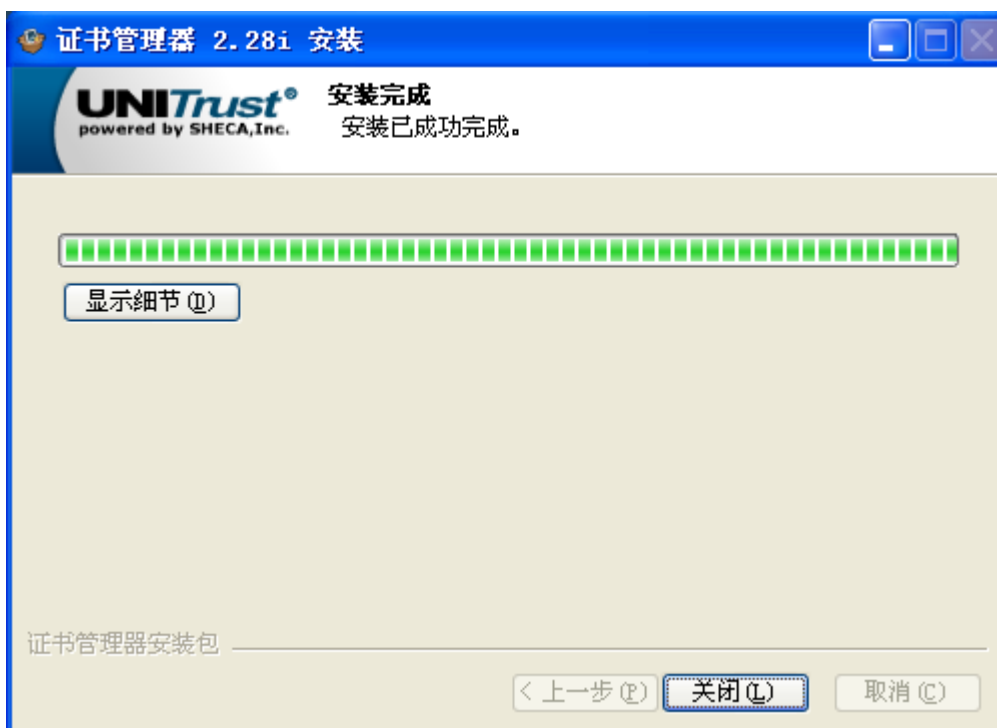 证书管理器 2.28i 安装
UNITrust®
powered by SHECA,Inc.
安装完成
安装已成功完成。
显示细节(D)
证书管理器安装包
< 上一步(P)
关闭(L)
取消(C)